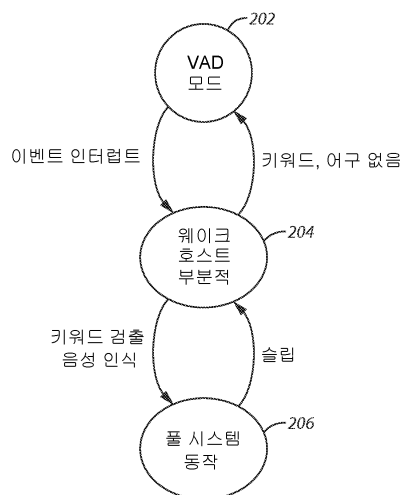 202
VAD
모드
이벤트 인터럽트
키워드, 어구 없음
웨이크
호스트
부분적
204
키워드 검출
음성 인식
슬립
206
풀 시스템
동작